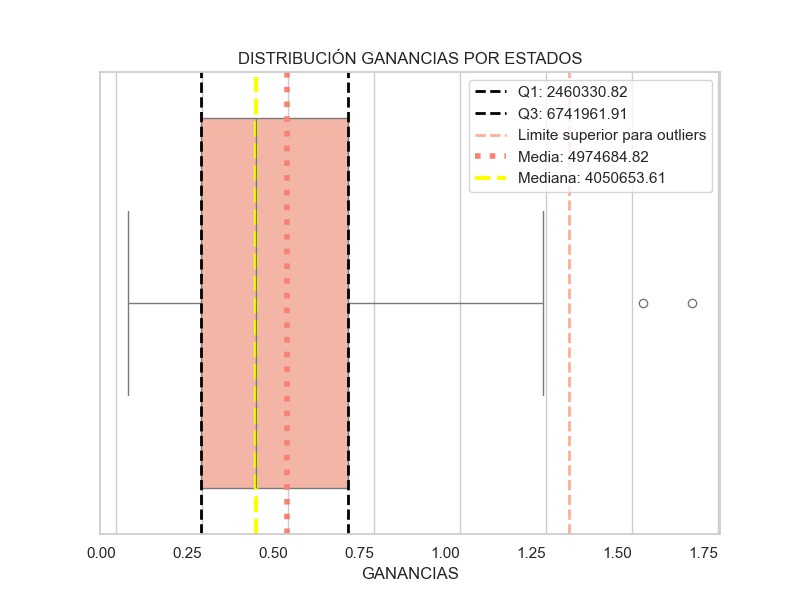 DISTRIBUCIÓN GANANCIAS POR ESTADOS
Q1: 2460330.82
Q3: 6741961.91
Limite superior para outliers
Media: 4974684.82
Mediana: 4050653.61
0.00 0.25 0.50 0.75 1.00 1.25 1.50 1.75
GANANCIAS